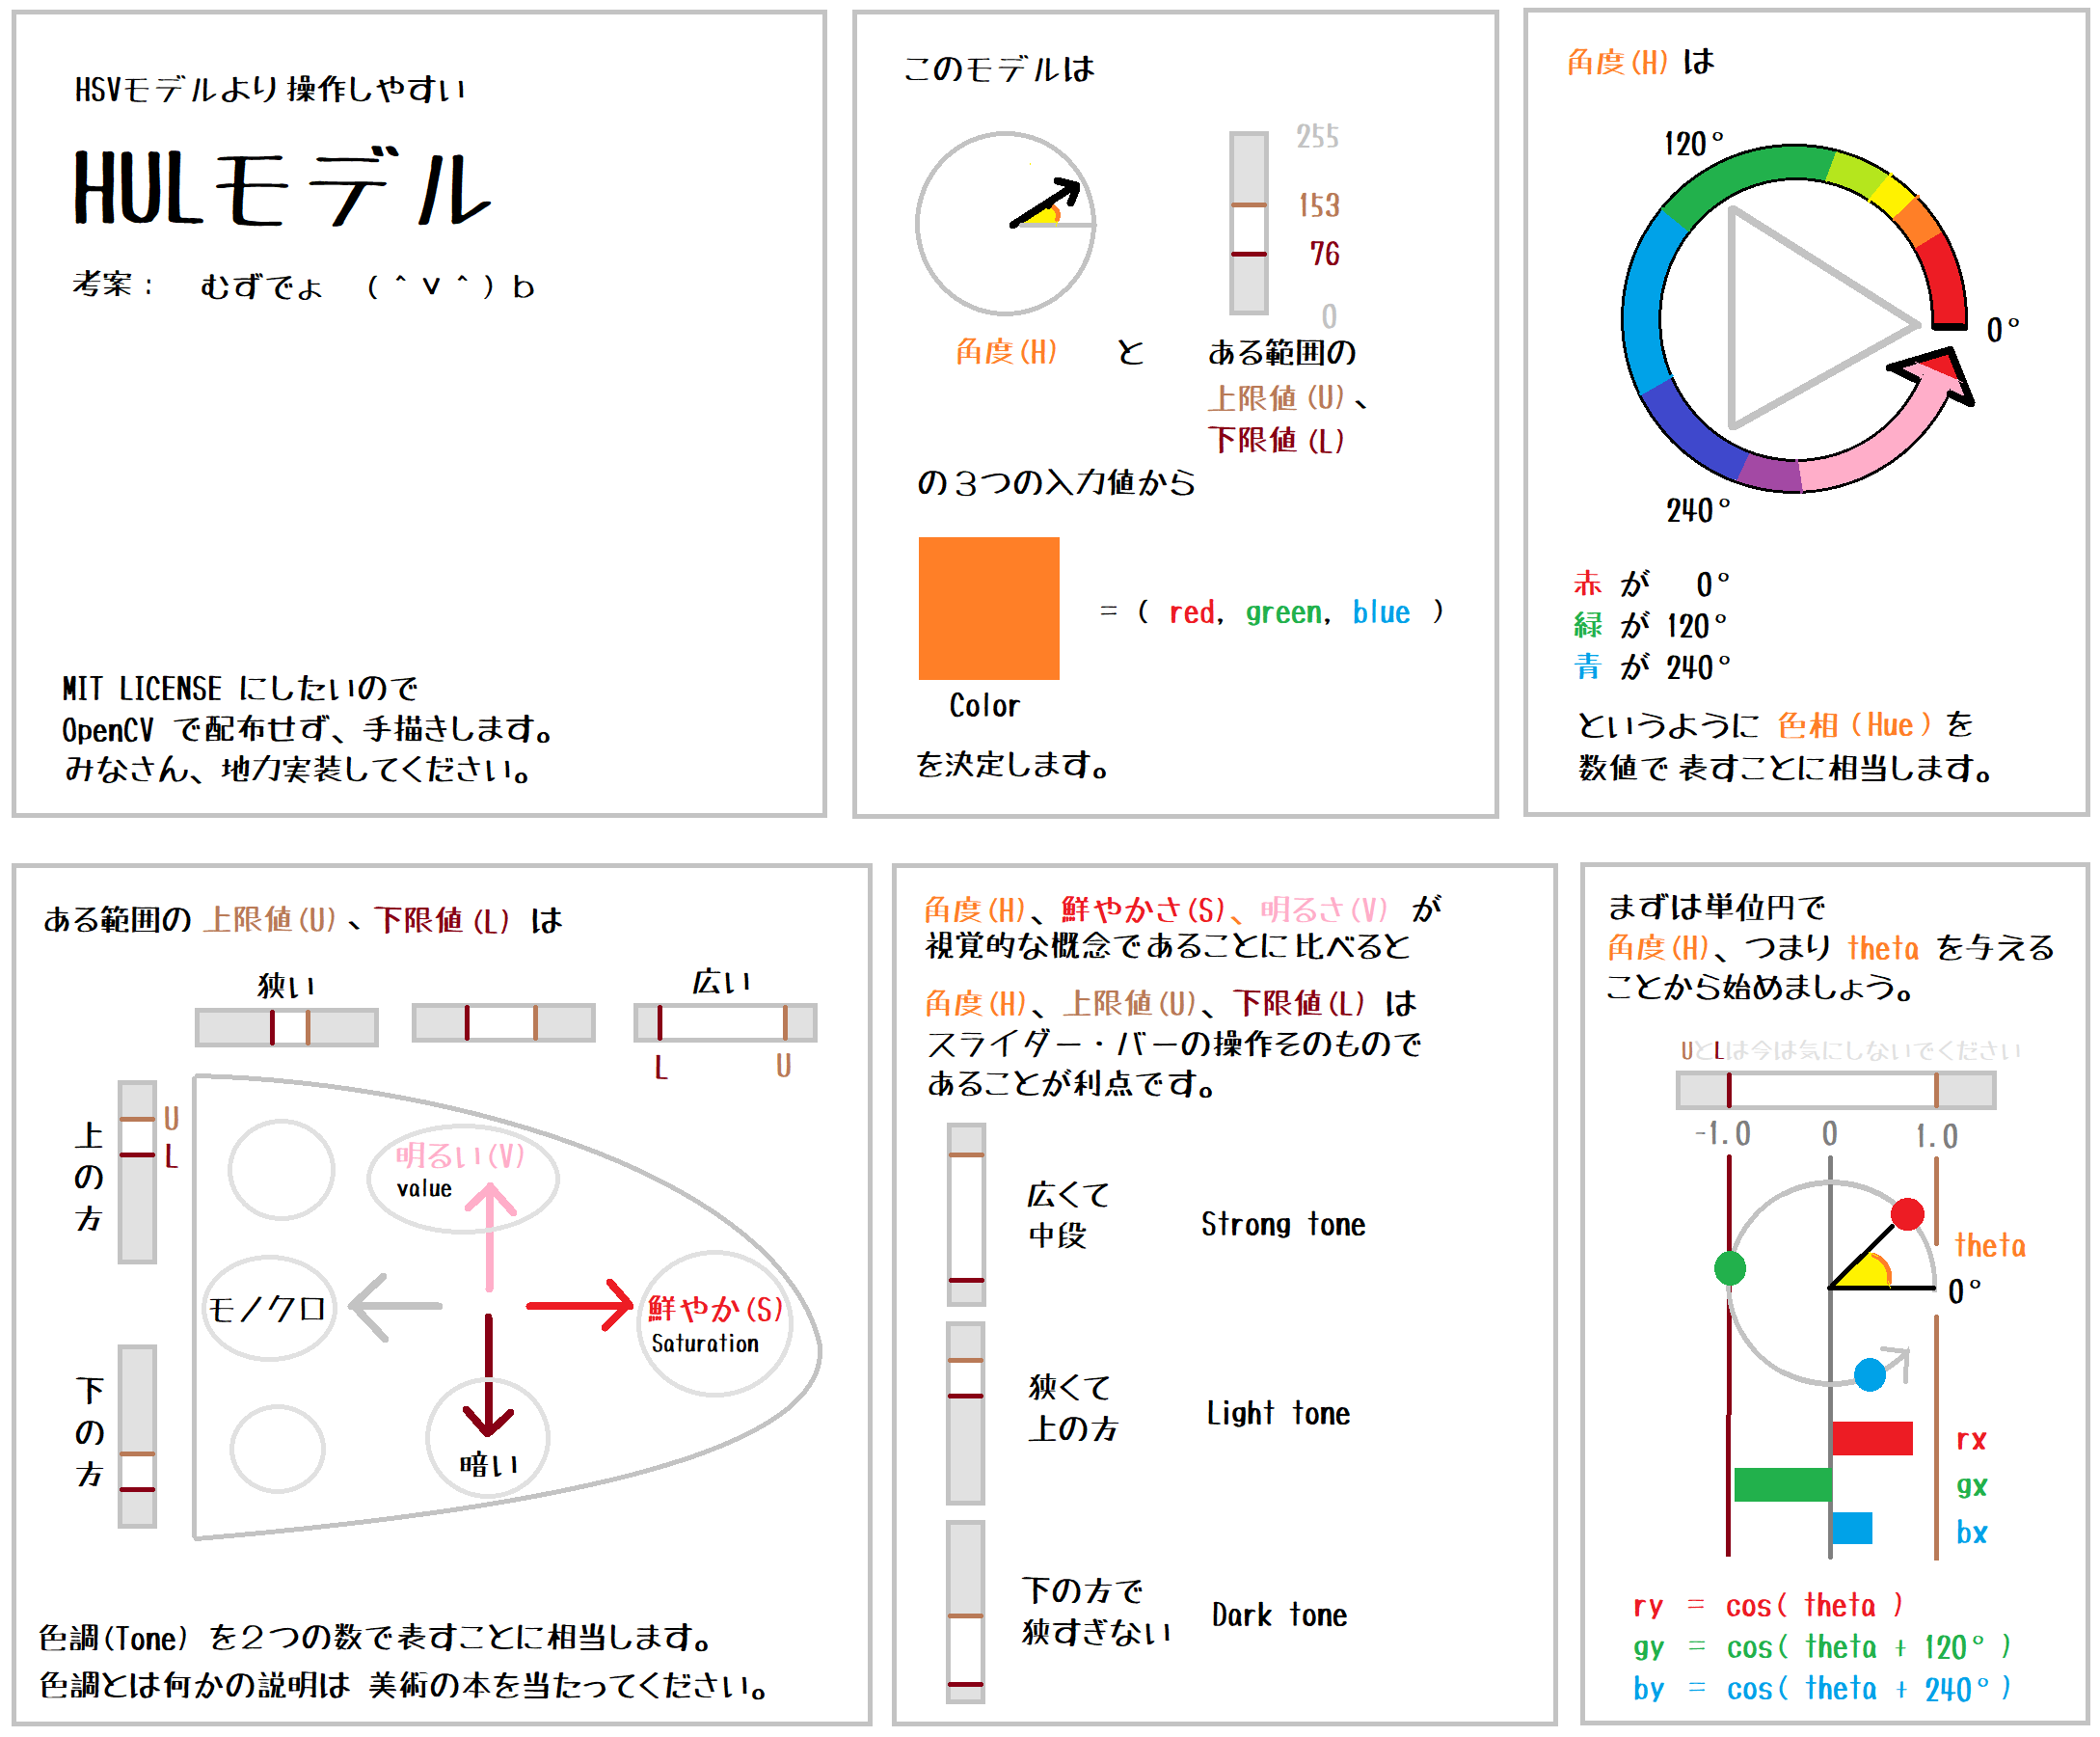 HSVモデルより操作しやすい
HULモデル
考案： むずでょ （＾∨＾）ｂ
MIT LICENSE にしたいので
OpenCV で配布せず、手描きします。
みなさん、地力実装してください。
このモデルは
255
153
76
0
角度(H) と ある範囲の
上限値(U)、
下限値(L)
の３つの入力値から
= ( red, green, blue )
Color
を決定します。
角度(H) は
120°
0°
240°
赤 が 0°
緑 が 120°
青 が 240°
というように 色相(Hue) を
数値で 表すことに相当します。
ある範囲の 上限値(U)、下限値(L) は
狭い 広い
L U
上の方
U
L
明るい(V)
value
モノクロ
鮮やか(S)
Saturation
下の方
暗い
色調(Tone) を２つの数で表すことに相当します。
色調とは何かの説明は 美術の本を当たってください。
角度(H)、鮮やかさ(S)、明るさ(V) が
視覚的な概念であることに比べると
角度(H)、上限値(U)、下限値(L) は
スライダー・バーの操作そのもので
あることが利点です。
広くて
中段
Strong tone
狭くて
上の方
Light tone
下の方で
狭すぎない
Dark tone
まずは単位円で
角度(H)、つまり theta を与える
ことから始めましょう。
UとLは今は気にしないでください
-1.0 0 1.0
theta
0°
rx
gx
bx
ry = cos( theta )
gy = cos( theta + 120° )
by = cos( theta + 240° )